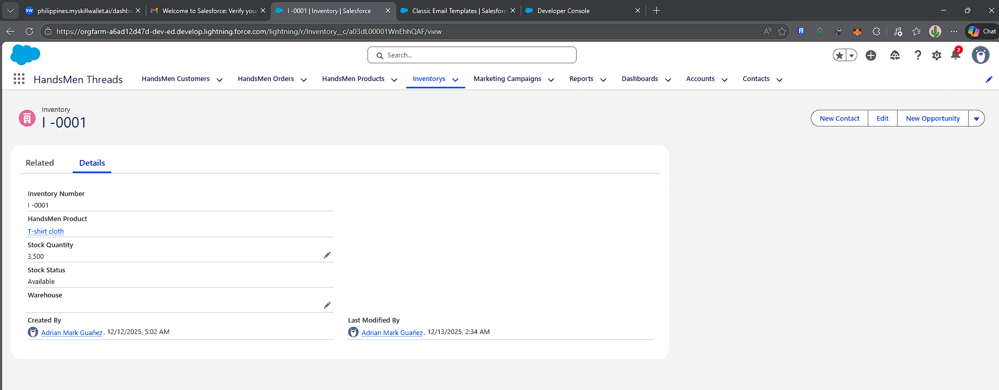 philippines.myskillwallet.ai/dashbo
Welcome to Salesforce: Verify your
I -0001 | Inventory | Salesforce
Classic Email Templates | Salesforc
Developer Console
https://orgfarm-a6ad12d47d-dev-ed.develop.lightning.force.com/lightning/r/Inventory__c/a03dL00001WnEhhQAF/view
Chat
Search...
2
HandsMen Threads
HandsMen Customers
HandsMen Orders
HandsMen Products
Inventorys
Marketing Campaigns
Reports
Dashboards
Accounts
Contacts
Inventory
I -0001
New Contact
Edit
New Opportunity
Related
Details
Inventory Number
I -0001
HandsMen Product
T-shirt cloth
Stock Quantity
3,500
Stock Status
Available
Warehouse
Created By
Adrian Mark Guañez, 12/12/2025, 5:02 AM
Last Modified By
Adrian Mark Guañez, 12/13/2025, 2:34 AM